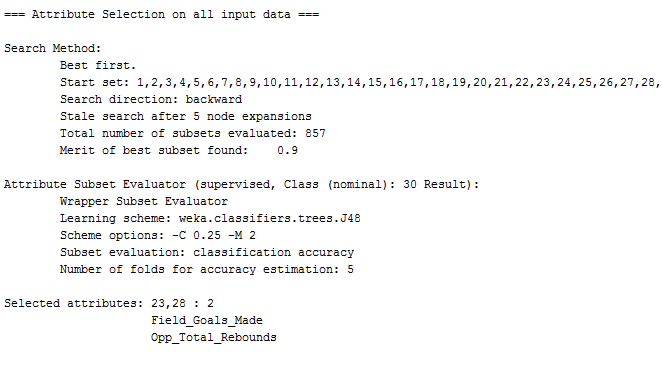 === Attribute Selection on all input data ===
Search Method:
Best first.
Start set: 1,2,3,4,5,6,7,8,9,10,11,12,13,14,15,16,17,18,19,20,21,22,23,24,25,26,27,28,
Search direction: backward
Stale search after 5 node expansions
Total number of subsets evaluated: 857
Merit of best subset found:    0.9
Attribute Subset Evaluator (supervised, Class (nominal): 30 Result):
Wrapper Subset Evaluator
Learning scheme: weka.classifiers.trees.J48
Scheme options: -C 0.25 -M 2
Subset evaluation: classification accuracy
Number of folds for accuracy estimation: 5
Selected attributes: 23,28 : 2
Field_Goals_Made
Opp_Total_Rebounds